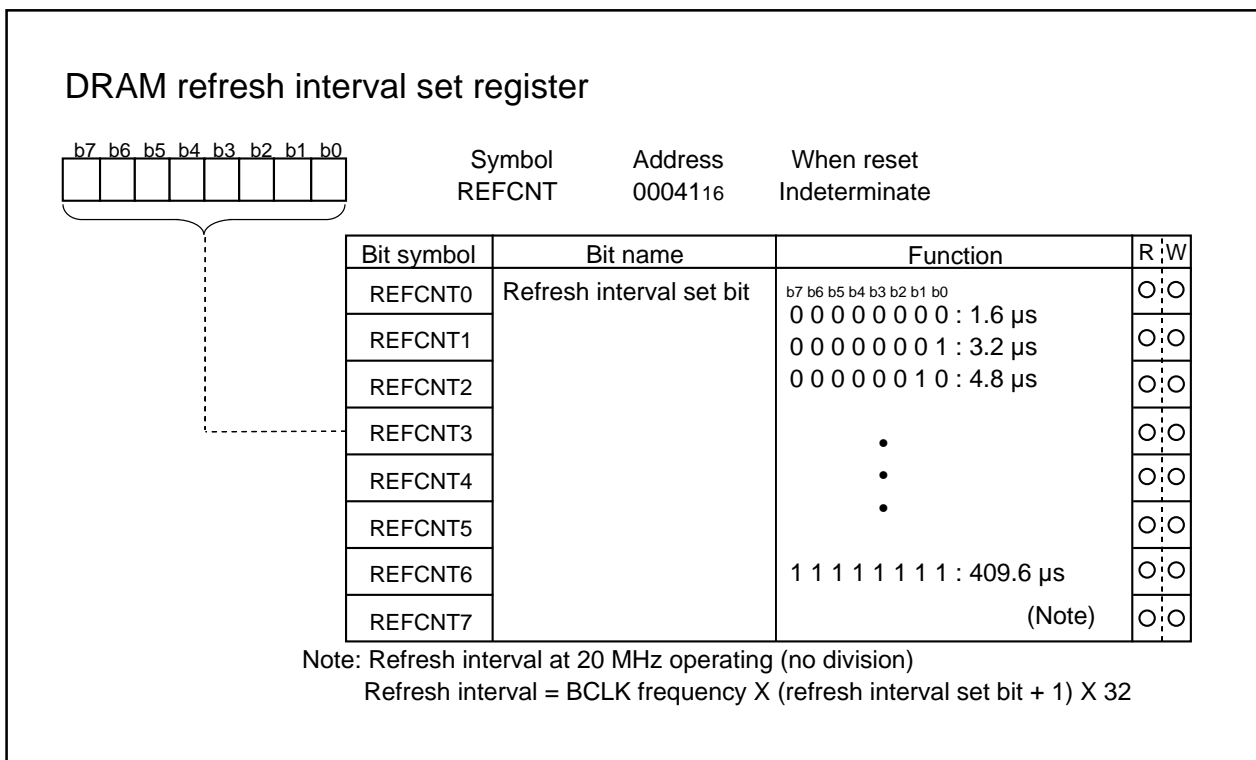 DRAM refresh interval set register
b7 b6 b5 b4 b3 b2 b1 b0
Symbol Address When reset
REFCNT 0004116 Indeterminate
Bit symbol Bit name Function R W
REFCNT0 Refresh interval set bit b7 b6 b5 b4 b3 b2 b1 b0
0 0 0 0 0 0 0 0 : 1.6 µs
REFCNT1 0 0 0 0 0 0 0 1 : 3.2 µs
REFCNT2 0 0 0 0 0 0 1 0 : 4.8 µs
REFCNT3
REFCNT4
REFCNT5
REFCNT6 1 1 1 1 1 1 1 1 : 409.6 µs
REFCNT7 (Note)
Note: Refresh interval at 20 MHz operating (no division)
Refresh interval = BCLK frequency X (refresh interval set bit + 1) X 32